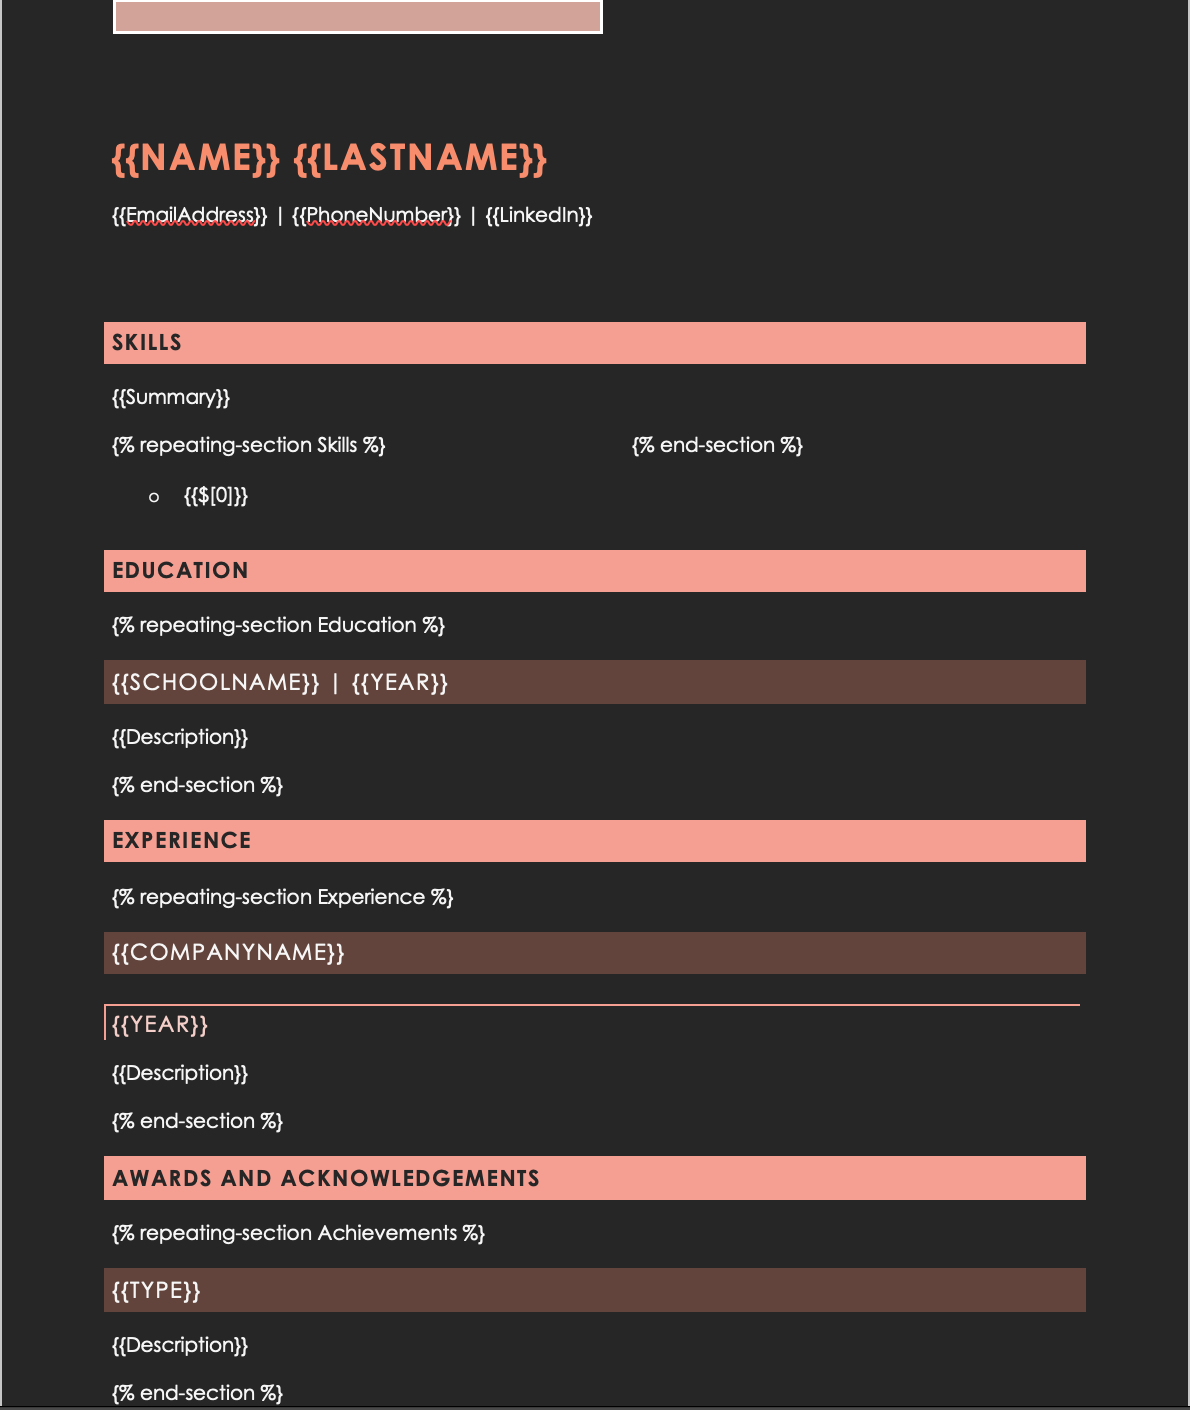 {{NAME}} {{LASTNAME}}
{{EmailAddress}} | {{PhoneNumber}} | {{LinkedIn}}
SKILLS
{{Summary}}
{% repeating-section Skills %}
{{$[0]}}
{% end-section %}
EDUCATION
{% repeating-section Education %}
{{SCHOOLNAME}} | {{YEAR}}
{{Description}}
{% end-section %}
EXPERIENCE
{% repeating-section Experience %}
{{COMPANYNAME}}
{{YEAR}}
{{Description}}
{% end-section %}
AWARDS AND ACKNOWLEDGEMENTS
{% repeating-section Achievements %}
{{TYPE}}
{{Description}}
{% end-section %}